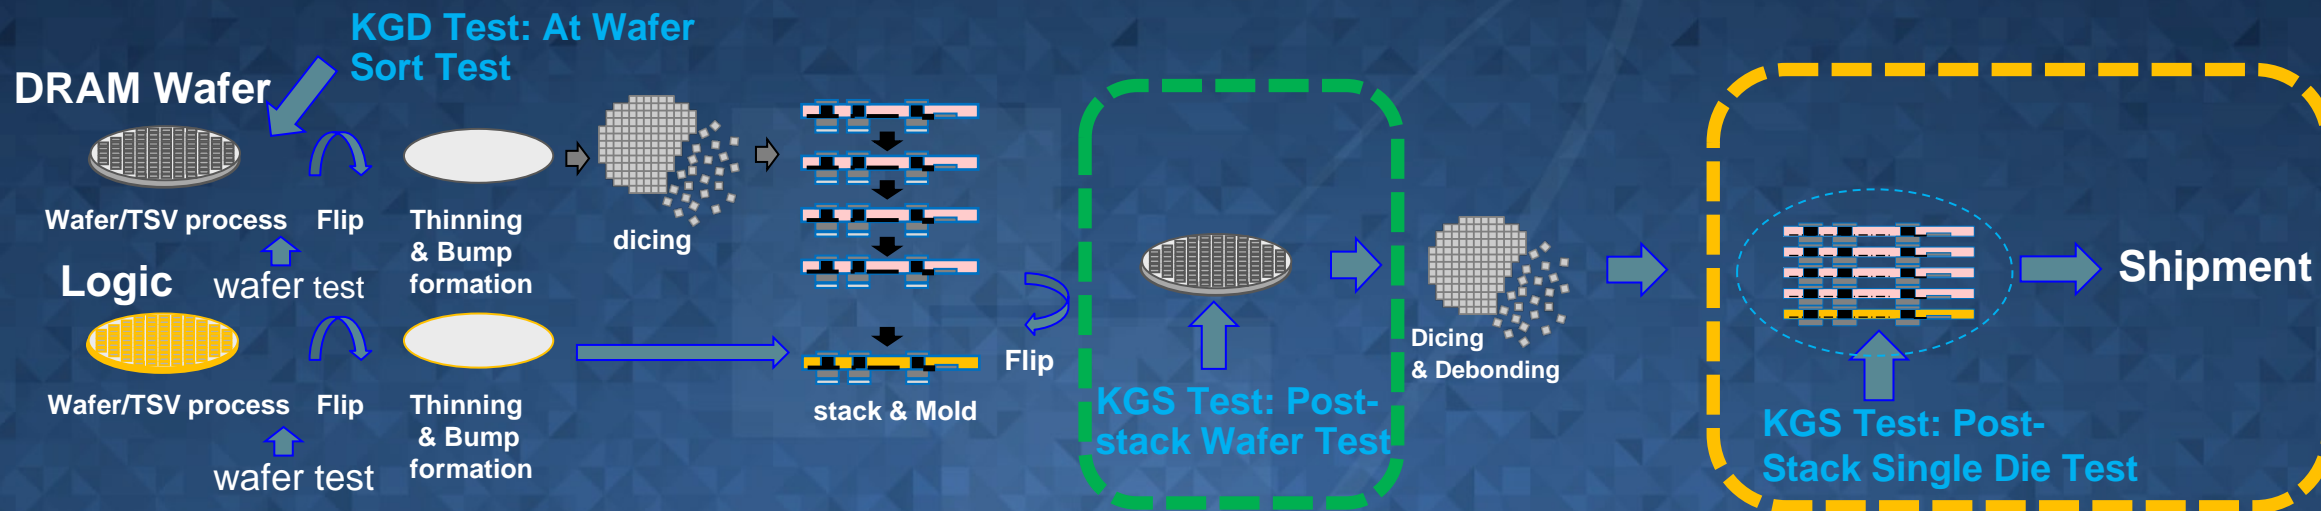 KGD Test: At Wafer
Sort Test
DRAM Wafer
Wafer/TSV process
Flip
Thinning
& Bump
formation
dicing
wafer test
Logic
Wafer/TSV process
Flip
Thinning
& Bump
formation
wafer test
stack & Mold
Flip
KGS Test: Post-
stack Wafer Test
Dicing
& Debonding
KGS Test: Post-
Stack Single Die Test
Shipment